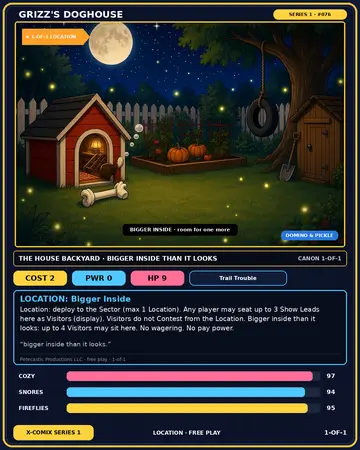 GRIZZ'S DOGHOUSE
SERIES 1 · #076
1-OF-1 LOCATION
BIGGER INSIDE · room for one more
DOMINO & PICKLE
THE HOUSE BACKYARD · BIGGER INSIDE THAN IT LOOKS
CANON 1-OF-1
COST 2
PWR 0
HP 9
Trail Trouble
LOCATION: Bigger Inside
Location: deploy to the Sector (max 1 Location). Any player may seat up to 3 Show Leads
here as Visitors (display). Visitors do not Contest from the Location. Bigger inside than it
looks: up to 4 Visitors may sit here. No wagering. No pay power.
"bigger inside than it looks."
Perecastic Productions LLC · Free play · 1-of-1
COZY
97
SNORES
94
FIREFLIES
95
X-COMIX SERIES 1
LOCATION · FREE PLAY
1-OF-1